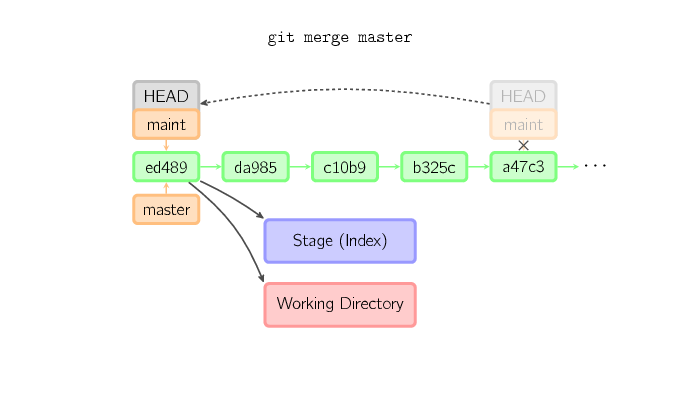 git merge master
HEAD
HEAD
maint
maint
ed489
da985
c10b9
b325c
a47c3
...
master
Stage (Index)
Working Directory